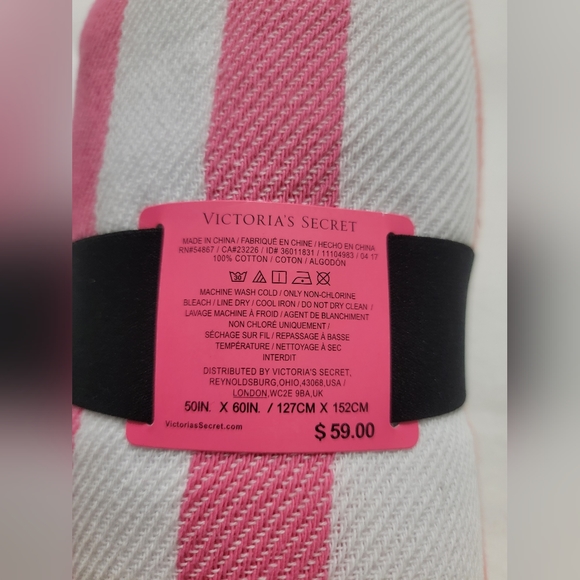 VICTORIA'S SECRET
MADE IN CHINA / FABRIQUÉ EN CHINE / HECHO EN CHINA
RN#54867 / CA#23226 / ID# 36011831 / 11104983 / 04 17
100% COTTON / COTON / ALGODÓN
MACHINE WASH COLD / ONLY NON-CHLORINE
BLEACH / LINE DRY / COOL IRON / DO NOT DRY CLEAN /
LAVAGE MACHINE À FROID / AGENT DE BLANCHIMENT
NON CHLORÉ UNIQUEMENT /
SÉCHAGE SUR FIL / REPASSAGE À BASSE
TEMPÉRATURE / NETTOYAGE À SEC
INTERDIT
DISTRIBUTED BY VICTORIA'S SECRET,
REYNOLDSBURG,OHIO,43068,USA /
LONDON,WC2E 9BA,UK
50IN. X 60IN. / 127CM X 152CM
VictoriasSecret.com
$59.00